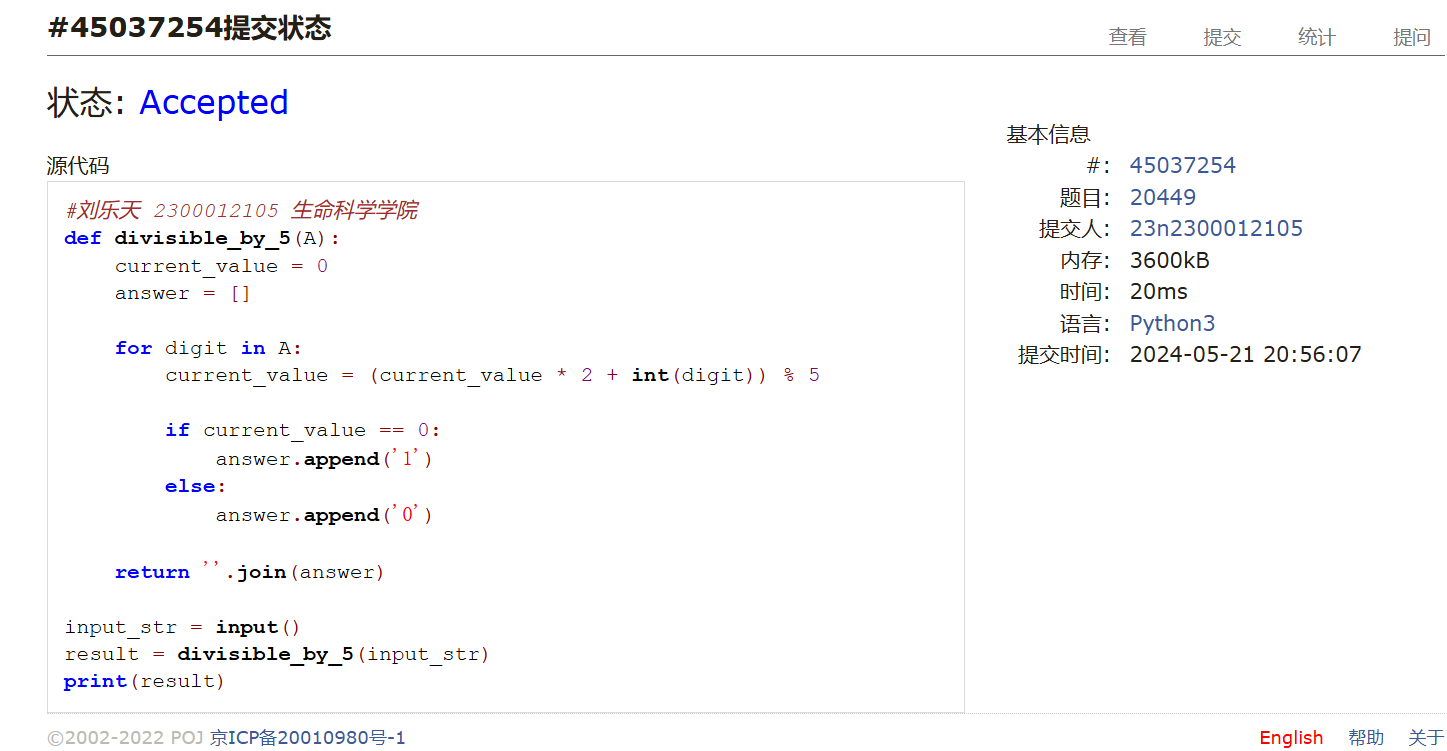 #45037254提交状态
查看 提交 统计 提问
状态: Accepted
源代码
#刘乐天 2300012105 生命科学学院
def divisible_by_5(A):
    current_value = 0
    answer = []
    for digit in A:
        current_value = (current_value * 2 + int(digit)) % 5
        if current_value == 0:
            answer.append('1')
        else:
            answer.append('0')
    return ''.join(answer)
input_str = input()
result = divisible_by_5(input_str)
print(result)
基本信息
#: 45037254
题目: 20449
提交人: 23n2300012105
内存: 3600kB
时间: 20ms
语言: Python3
提交时间: 2024-05-21 20:56:07
©2002-2022 POJ 京ICP备20010980号-1
English 帮助 关于